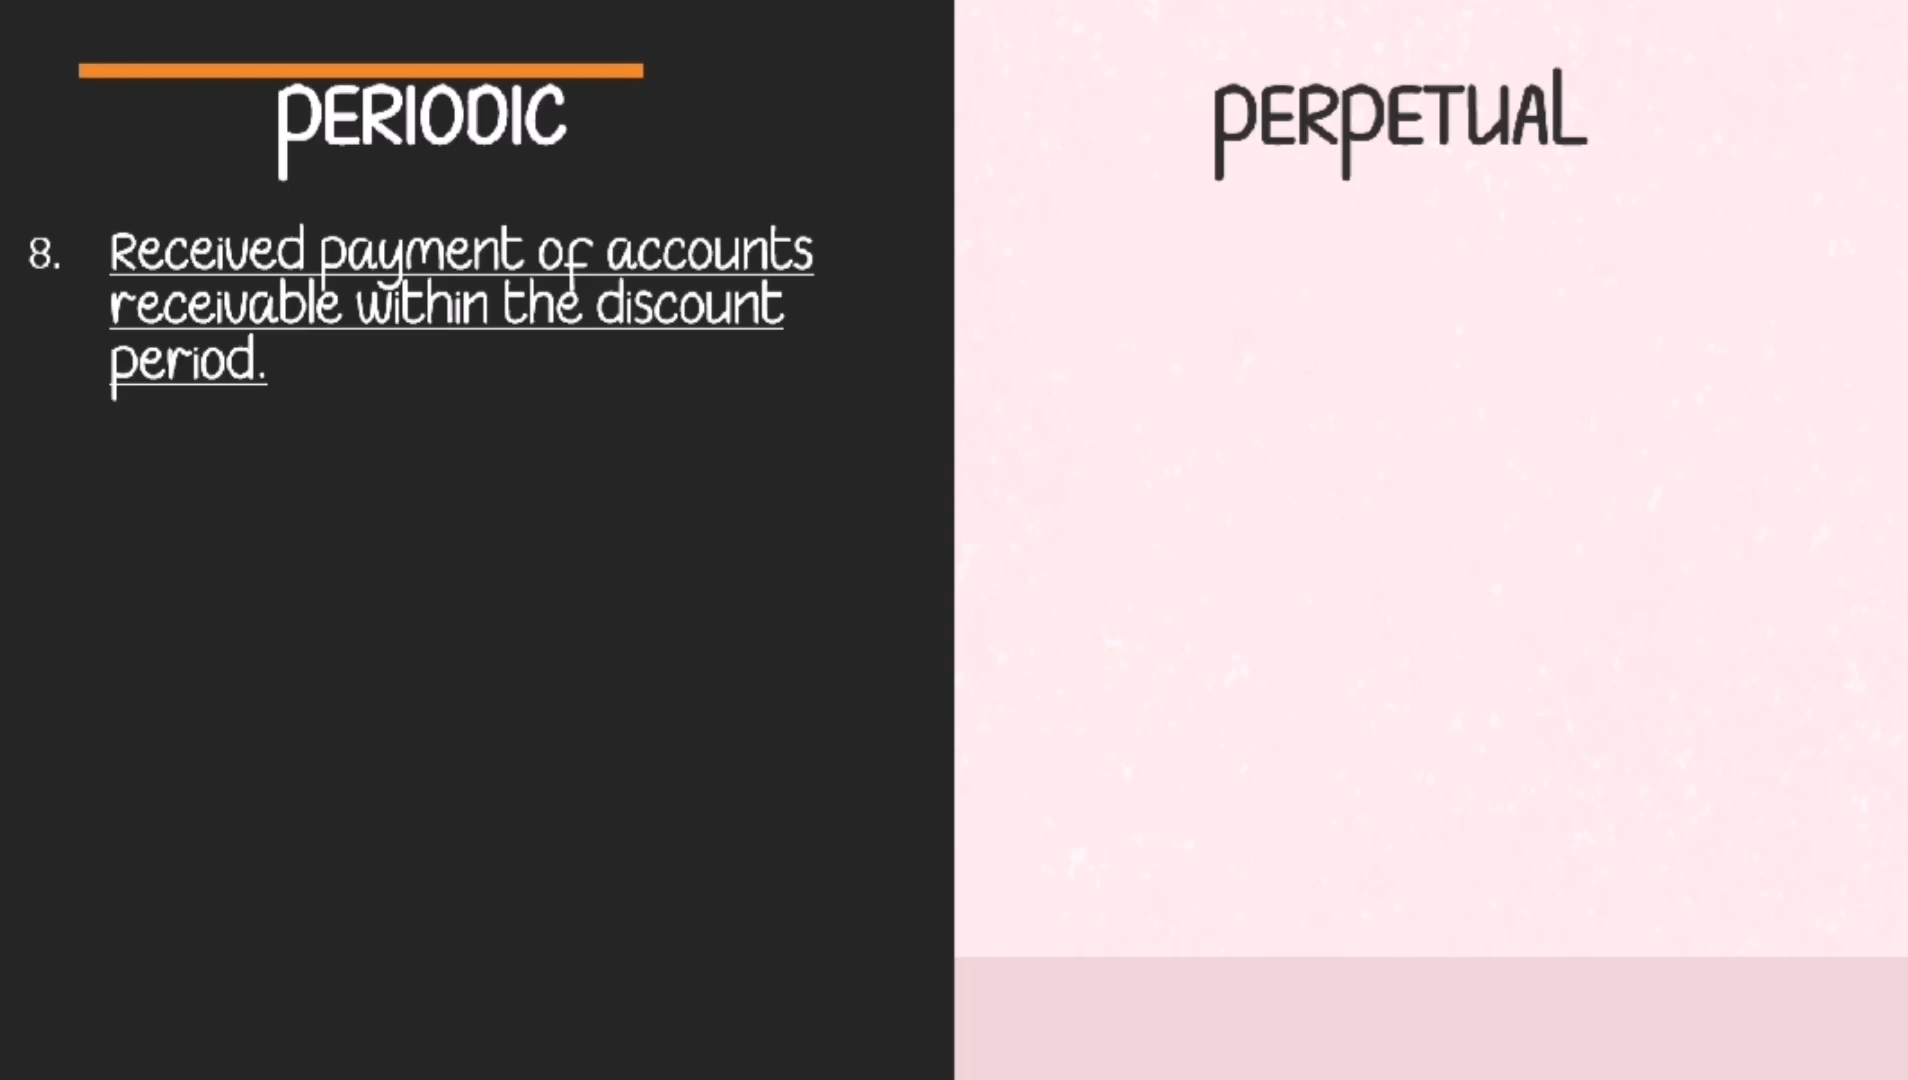 PERIODIC
PERPETUAL
8. Received payment of accounts
receivable within the discount
period.